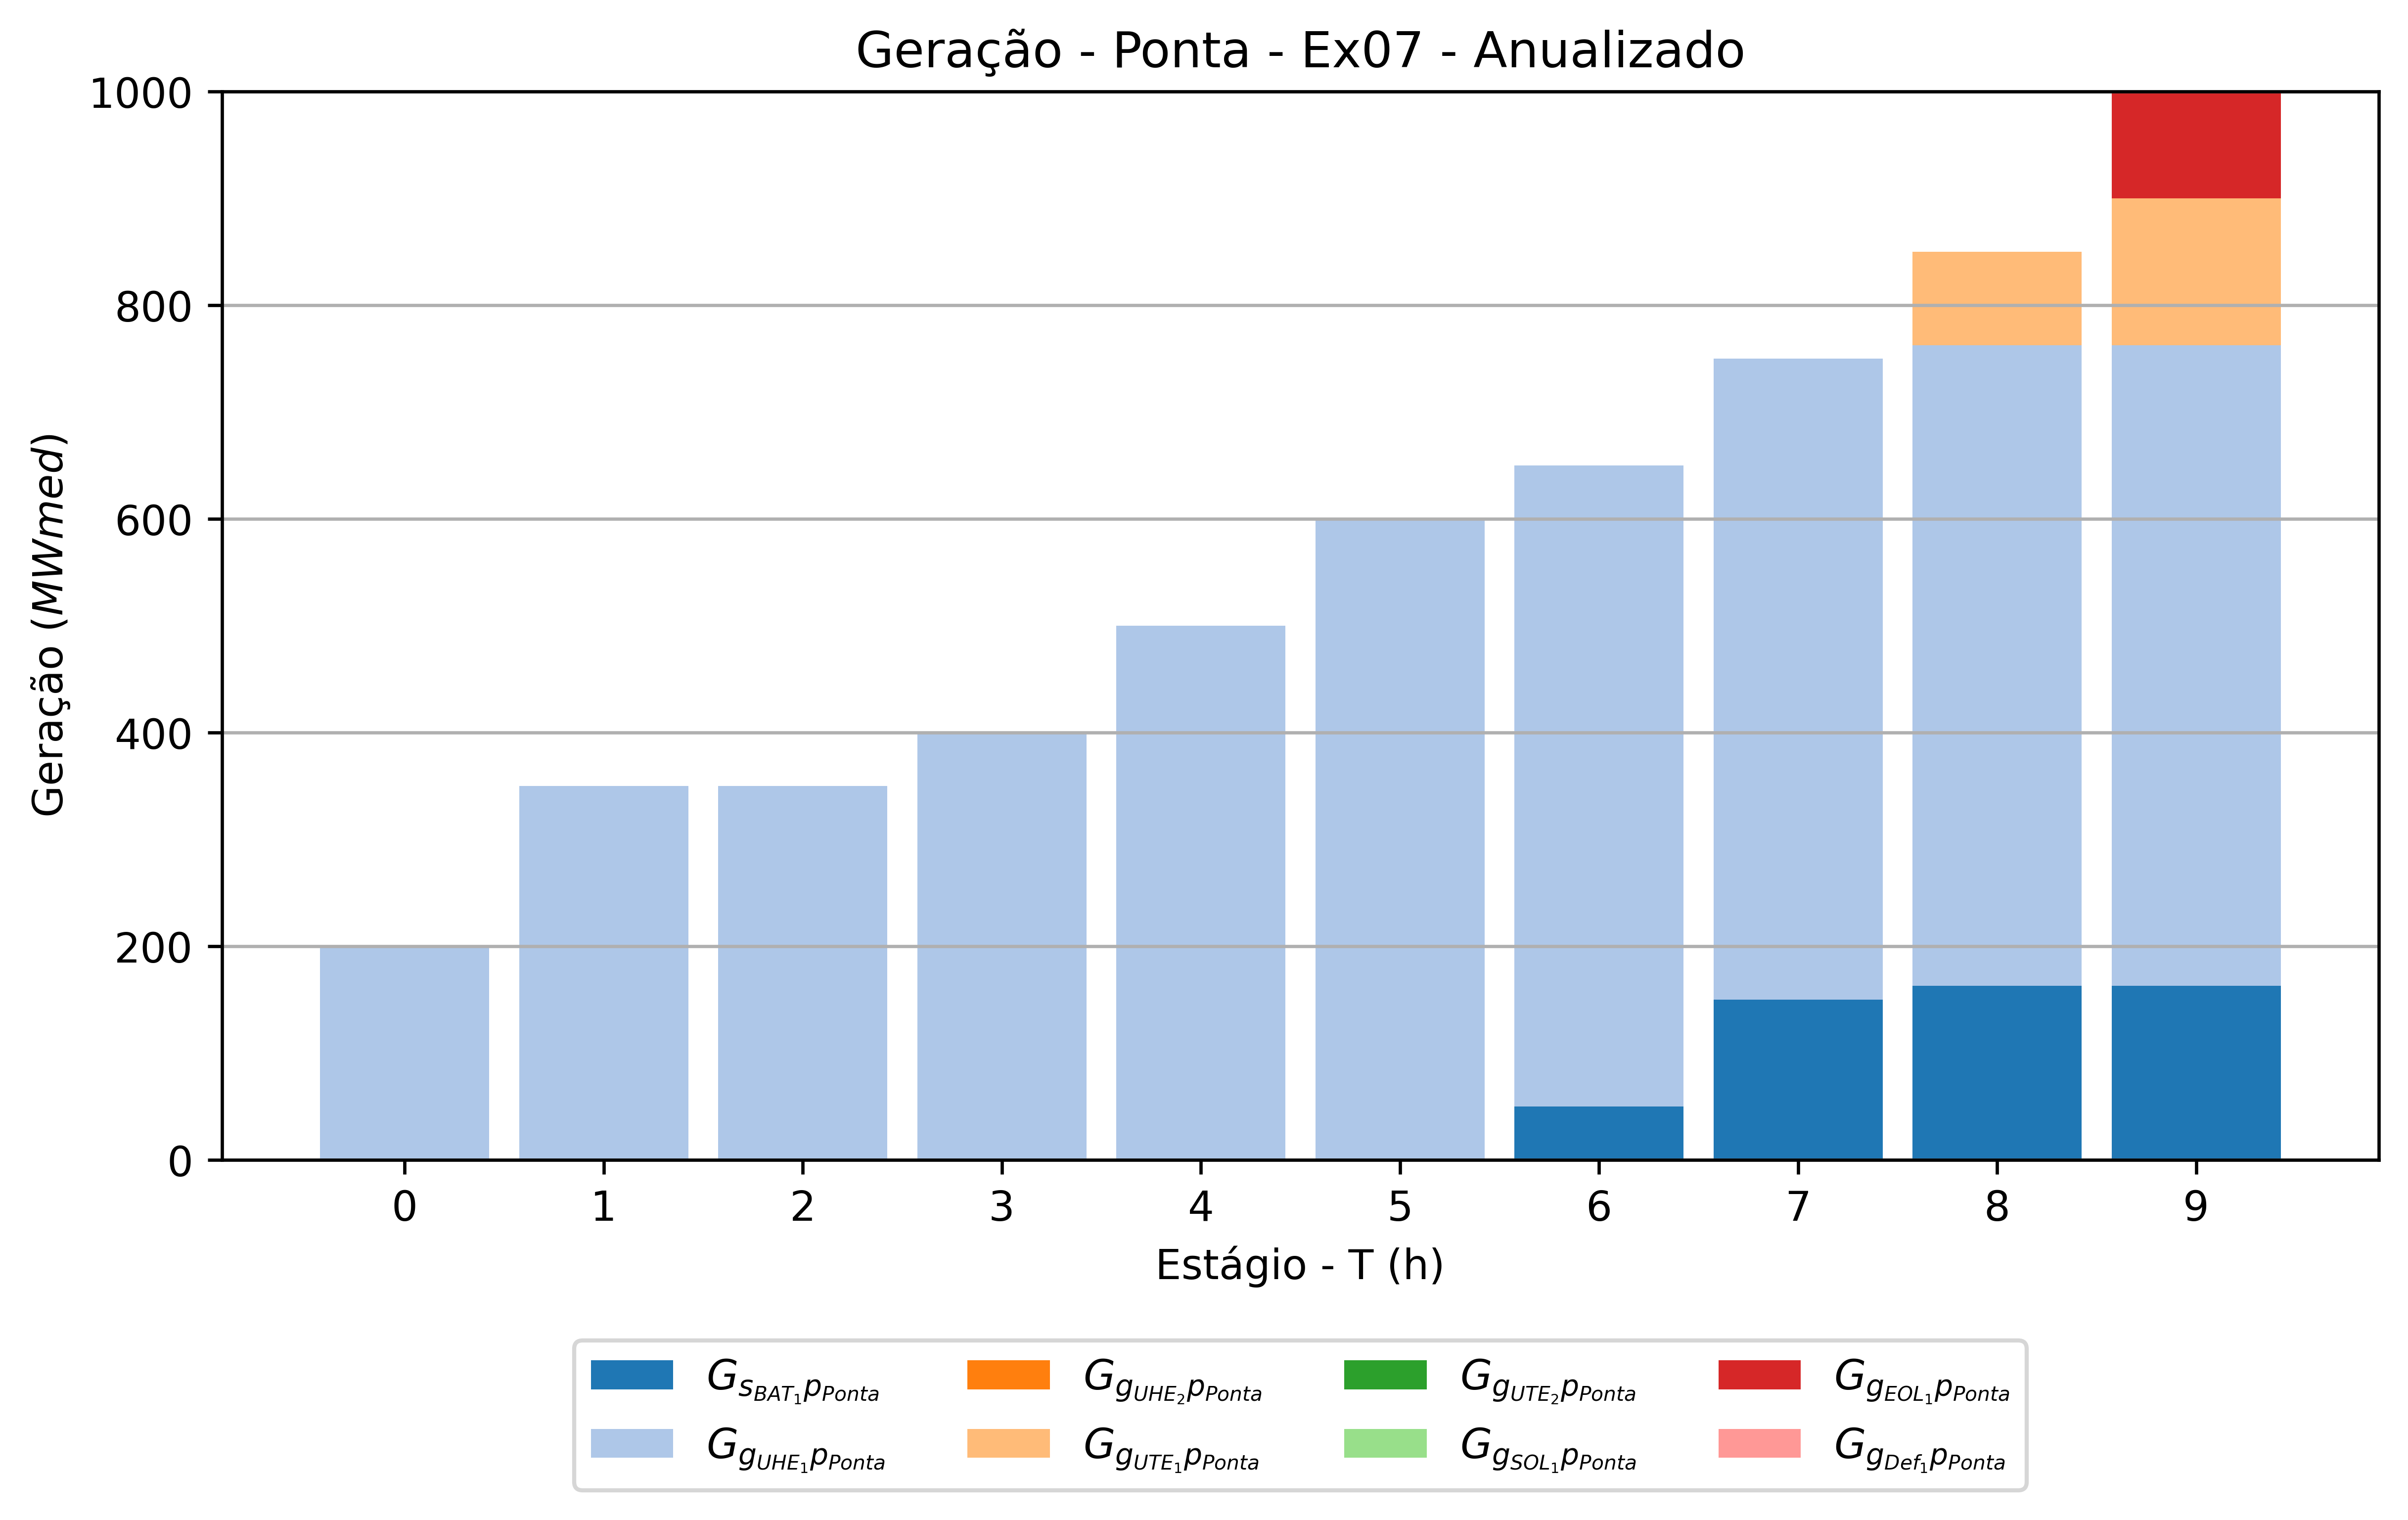 Geração - Ponta - Ex07 - Anualizado
1000
800
600
400
200
0
Geração (MWmed)
0 1 2 3 4 5 6 7 8 9
Estágio - T (h)
G_{s_{BAT_1}p_{Ponta}} G_{g_{UHE_2}p_{Ponta}} G_{g_{UTE_2}p_{Ponta}} G_{g_{EOL_1}p_{Ponta}}
G_{g_{UHE_1}p_{Ponta}} G_{g_{UTE_1}p_{Ponta}} G_{g_{SOL_1}p_{Ponta}} G_{g_{Def_1}p_{Ponta}}